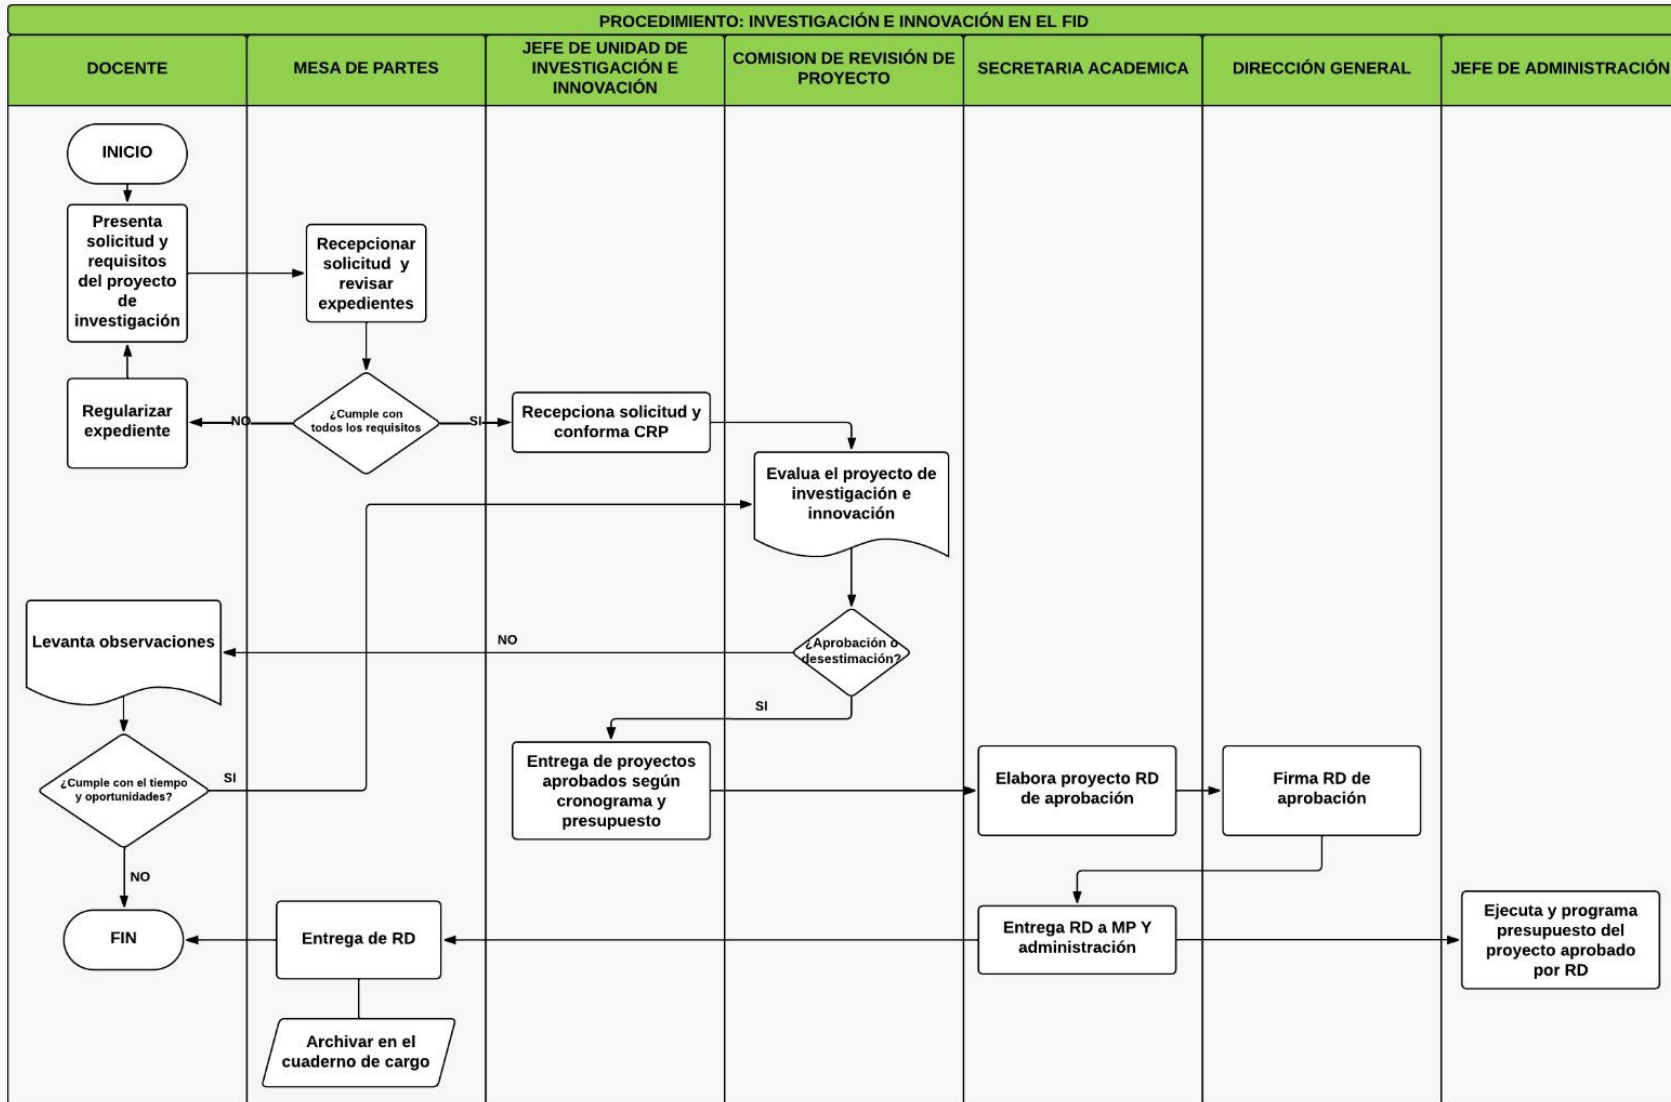 PROCEDIMIENTO: INVESTIGACIÓN E INNOVACIÓN EN EL FID
DOCENTE
MESA DE PARTES
JEFE DE UNIDAD DE
INVESTIGACIÓN E
INNOVACIÓN
COMISION DE REVISIÓN DE
PROYECTO
SECRETARIA ACADEMICA
DIRECCIÓN GENERAL
JEFE DE ADMINISTRACIÓN
INICIO
Presenta
solicitud y
requisitos
del proyecto
de
investigación
Recepcionar
solicitud y
revisar
expedientes
Regularizar
expediente
NO
¿Cumple con
todos los requisitos
SI
Recepciona solicitud y
conforma CRP
Evalua el proyecto de
investigación e
innovación
Levanta observaciones
NO
¿Aprobación o
desestimación?
SI
¿Cumple con el tiempo
y oportunidades?
SI
Entrega de proyectos
aprobados según
cronograma y
presupuesto
Elabora proyecto RD
de aprobación
Firma RD de
aprobación
NO
FIN
Entrega de RD
Entrega RD a MP Y
administración
Ejecuta y programa
presupuesto del
proyecto aprobado
por RD
Archivar en el
cuaderno de cargo